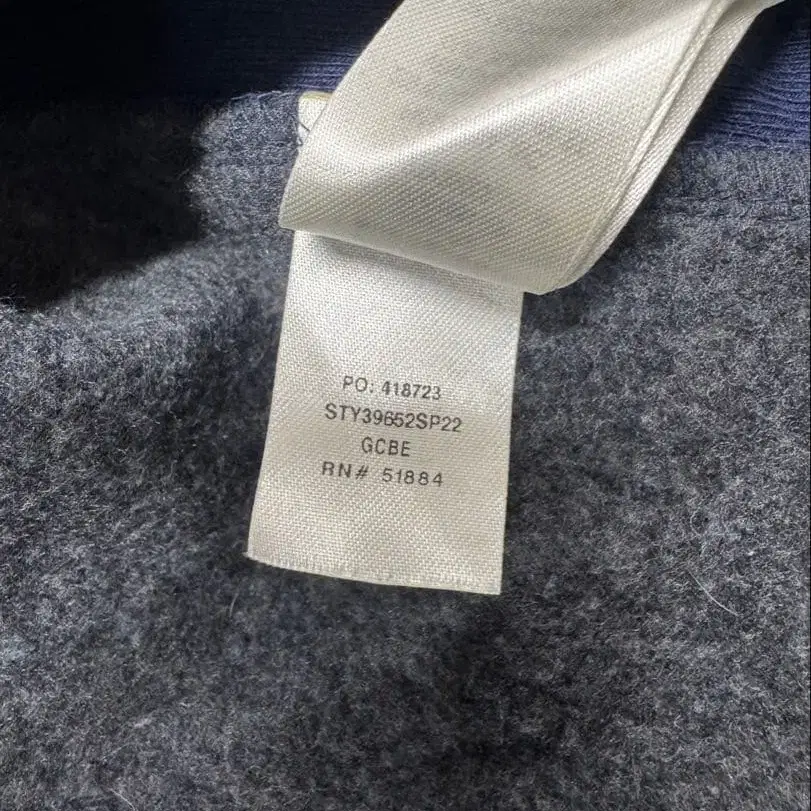 PO: 418723
STY39652SP22
GCBE
RN# 51884